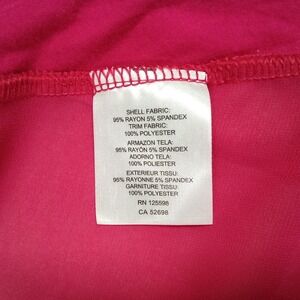 SHELL FABRIC:
95% RAYON 5% SPANDEX
TRIM FABRIC:
100% POLYESTER
ARMAZON TELA:
95% RAYÓN 5% SPANDEX
ADORNO TELA:
100% POLIESTER
EXTERIEUR TISSU:
95% RAYONNE 5% SPANDEX
GARNITURE TISSU:
100% POLYESTER
RN 125598
CA 52698